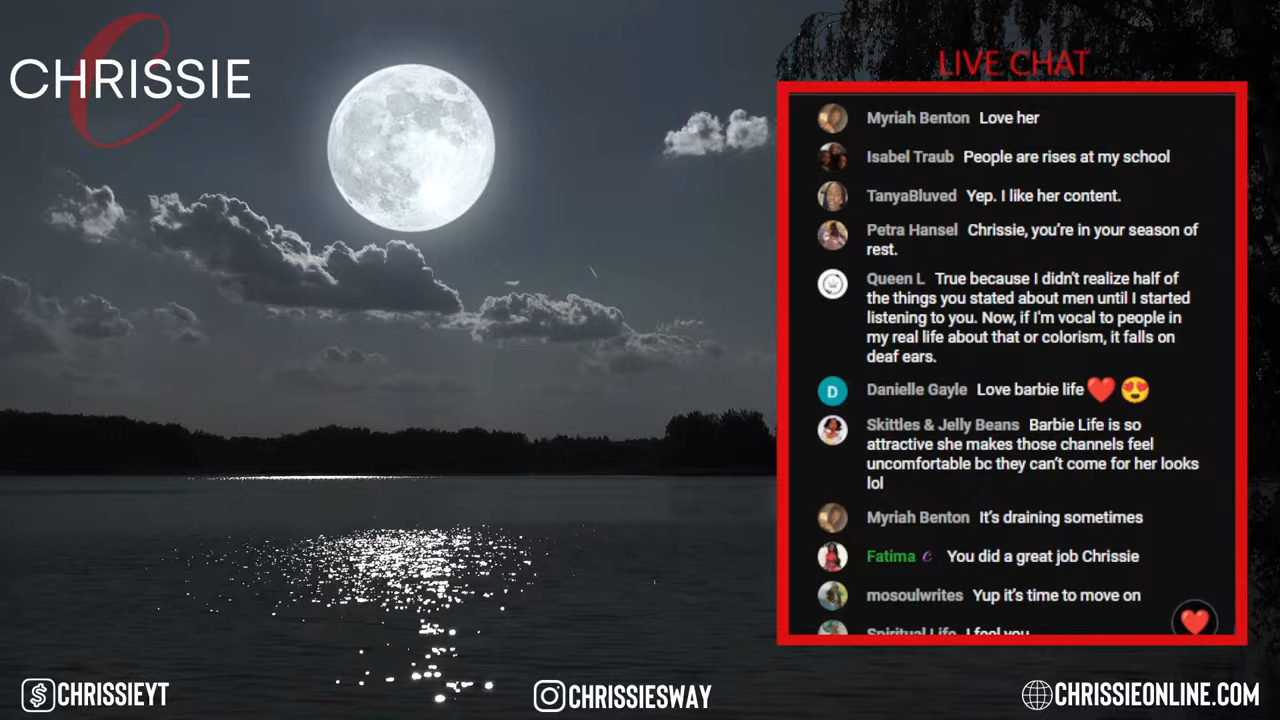 CHRISSIE
LIVE CHAT
Myriah Benton Love her
Isabel Traub People are rises at my school
TanyaBluved Yep. I like her content.
Petra Hansel Chrissie, you're in your season of
rest.
Queen L True because I didn't realize half of
the things you stated about men until I started
listening to you. Now, if I'm vocal to people in
my real life about that or colorism, it falls on
deaf ears.
D Danielle Gayle Love barbie life❤️😍
Skittles & Jelly Beans Barbie Life is so
attractive she makes those channels feel
uncomfortable bc they can't come for her looks
lol
Myriah Benton It's draining sometimes
Fatima C You did a great job Chrissie
mosoulwrites Yup it's time to move on
Spiritual Life I feel you
$ CHRISSIEYT
CHRISSIESWAY
CHRISSIEONLINE.COM